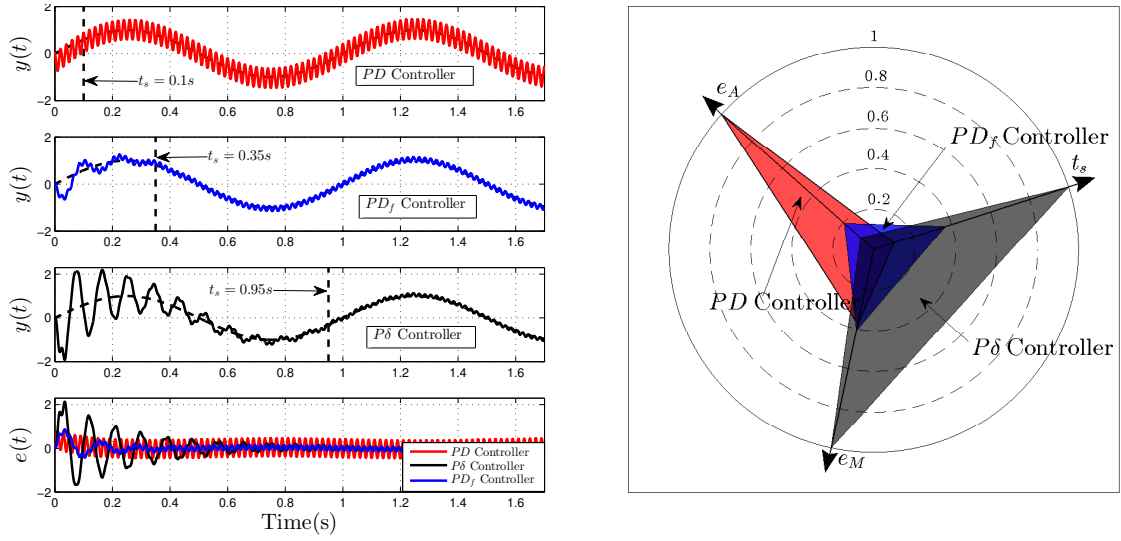 2
0
−2
y(t)
t_s = 0.1s
PD Controller
0 0.2 0.4 0.6 0.8 1 1.2 1.4 1.6
2
0
−2
y(t)
t_s = 0.35s
PD_f Controller
0 0.2 0.4 0.6 0.8 1 1.2 1.4 1.6
2
0
−2
y(t)
t_s = 0.95s
Pδ Controller
0 0.2 0.4 0.6 0.8 1 1.2 1.4 1.6
2
0
−2
e(t)
PD Controller
Pδ Controller
PD_f Controller
0 0.2 0.4 0.6 0.8 1 1.2 1.4 1.6
Time(s)
1
0.8
0.6
0.4
0.2
e_A
PD_f Controller
t_s
PD Controller
Pδ Controller
e_M